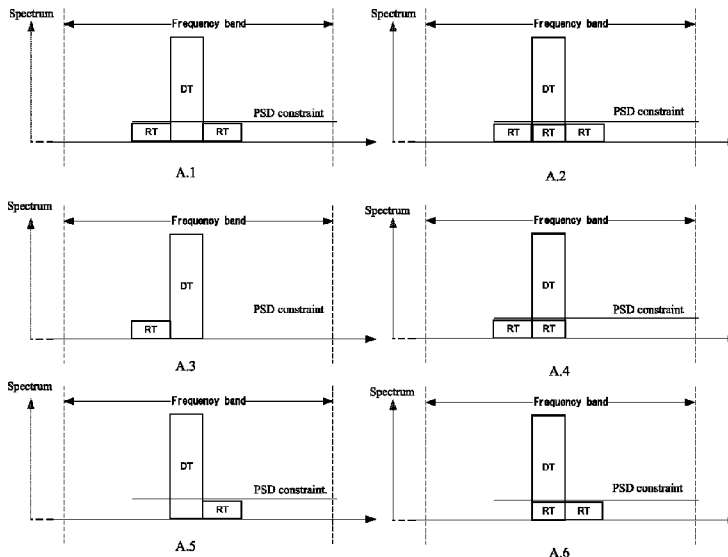 Spectrum
Frequency band
DT
PSD constraint
RT
RT
A.1
Spectrum
Frequency band
DT
PSD constraint
RT
RT
RT
A.2
Spectrum
Frequency band
DT
PSD constraint
RT
A.3
Spectrum
Frequency band
DT
PSD constraint
RT
RT
A.4
Spectrum
Frequency band
DT
PSD constraint.
RT
A.5
Spectrum
Frequency band
DT
PSD constraint
RT
RT
A.6